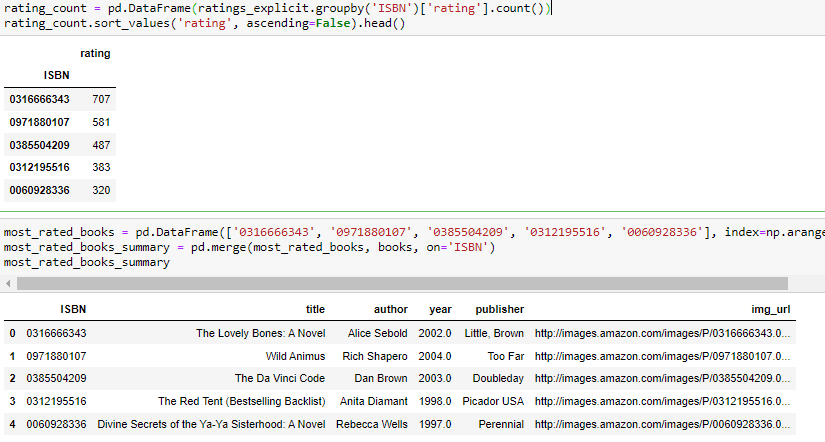 rating_count = pd.DataFrame(ratings_explicit.groupby('ISBN')['rating'].count())
rating_count.sort_values('rating', ascending=False).head()
rating
ISBN
0316666343 707
0971880107 581
0385504209 487
0312195516 383
0060928336 320
most_rated_books = pd.DataFrame(['0316666343', '0971880107', '0385504209', '0312195516', '0060928336'], index=np.arange
most_rated_books_summary = pd.merge(most_rated_books, books, on='ISBN')
most_rated_books_summary
ISBN title author year publisher img_url
0 0316666343 The Lovely Bones: A Novel Alice Sebold 2002.0 Little, Brown http://images.amazon.com/images/P/0316666343.0...
1 0971880107 Wild Animus Rich Shapero 2004.0 Too Far http://images.amazon.com/images/P/0971880107.0...
2 0385504209 The Da Vinci Code Dan Brown 2003.0 Doubleday http://images.amazon.com/images/P/0385504209.0...
3 0312195516 The Red Tent (Bestselling Backlist) Anita Diamant 1998.0 Picador USA http://images.amazon.com/images/P/0312195516.0...
4 0060928336 Divine Secrets of the Ya-Ya Sisterhood: A Novel Rebecca Wells 1997.0 Perennial http://images.amazon.com/images/P/0060928336.0...